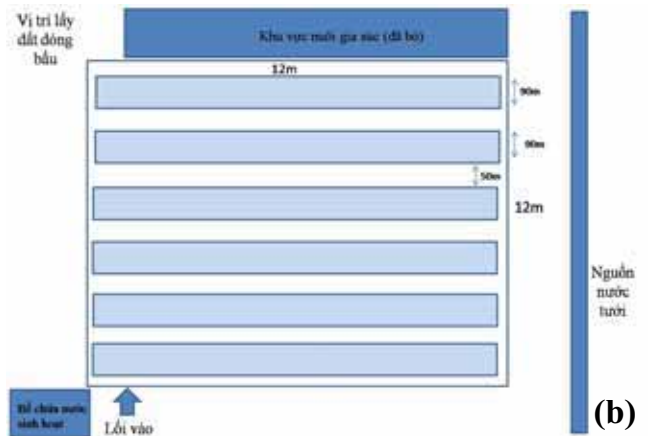 Vị trí lấy
đất đóng
bầu
Khu vực nuôi gia súc (đã bỏ)
12m
90m
90m
50m
12m
Nguồn
nước
tưới
Bể chứa nước
sinh hoạt
Lối vào
(b)